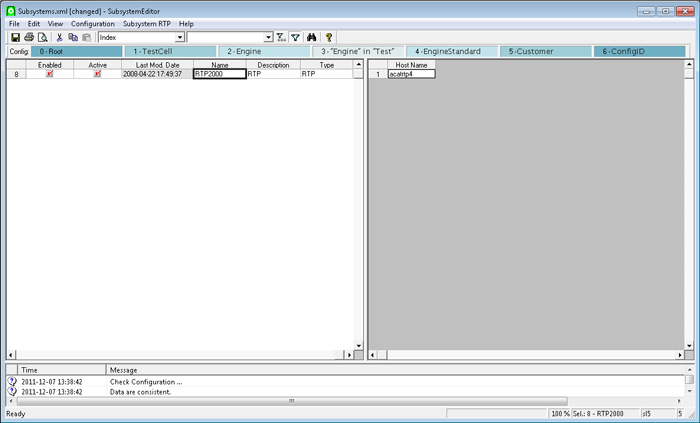 Subsystems.xml [changed] - SubsystemEditor
File Edit View Configuration Subsystem RTP Help
Index
Config: 0 - Root 1 - TestCell 2 - Engine 3 - "Engine" in "Test" 4 - EngineStandard 5 - Customer 6 - ConfigID
Enabled Active Last Mod. Date Name Description Type
8 2008-04-22 17:49:37 RTP2000 RTP RTP
Host Name
1 acatrtp4
Time Message
2011-12-07 13:38:42 Check Configuration ...
2011-12-07 13:38:42 Data are consistent.
Ready 100 % Sel.: 8 - RTP2000 sl5 5